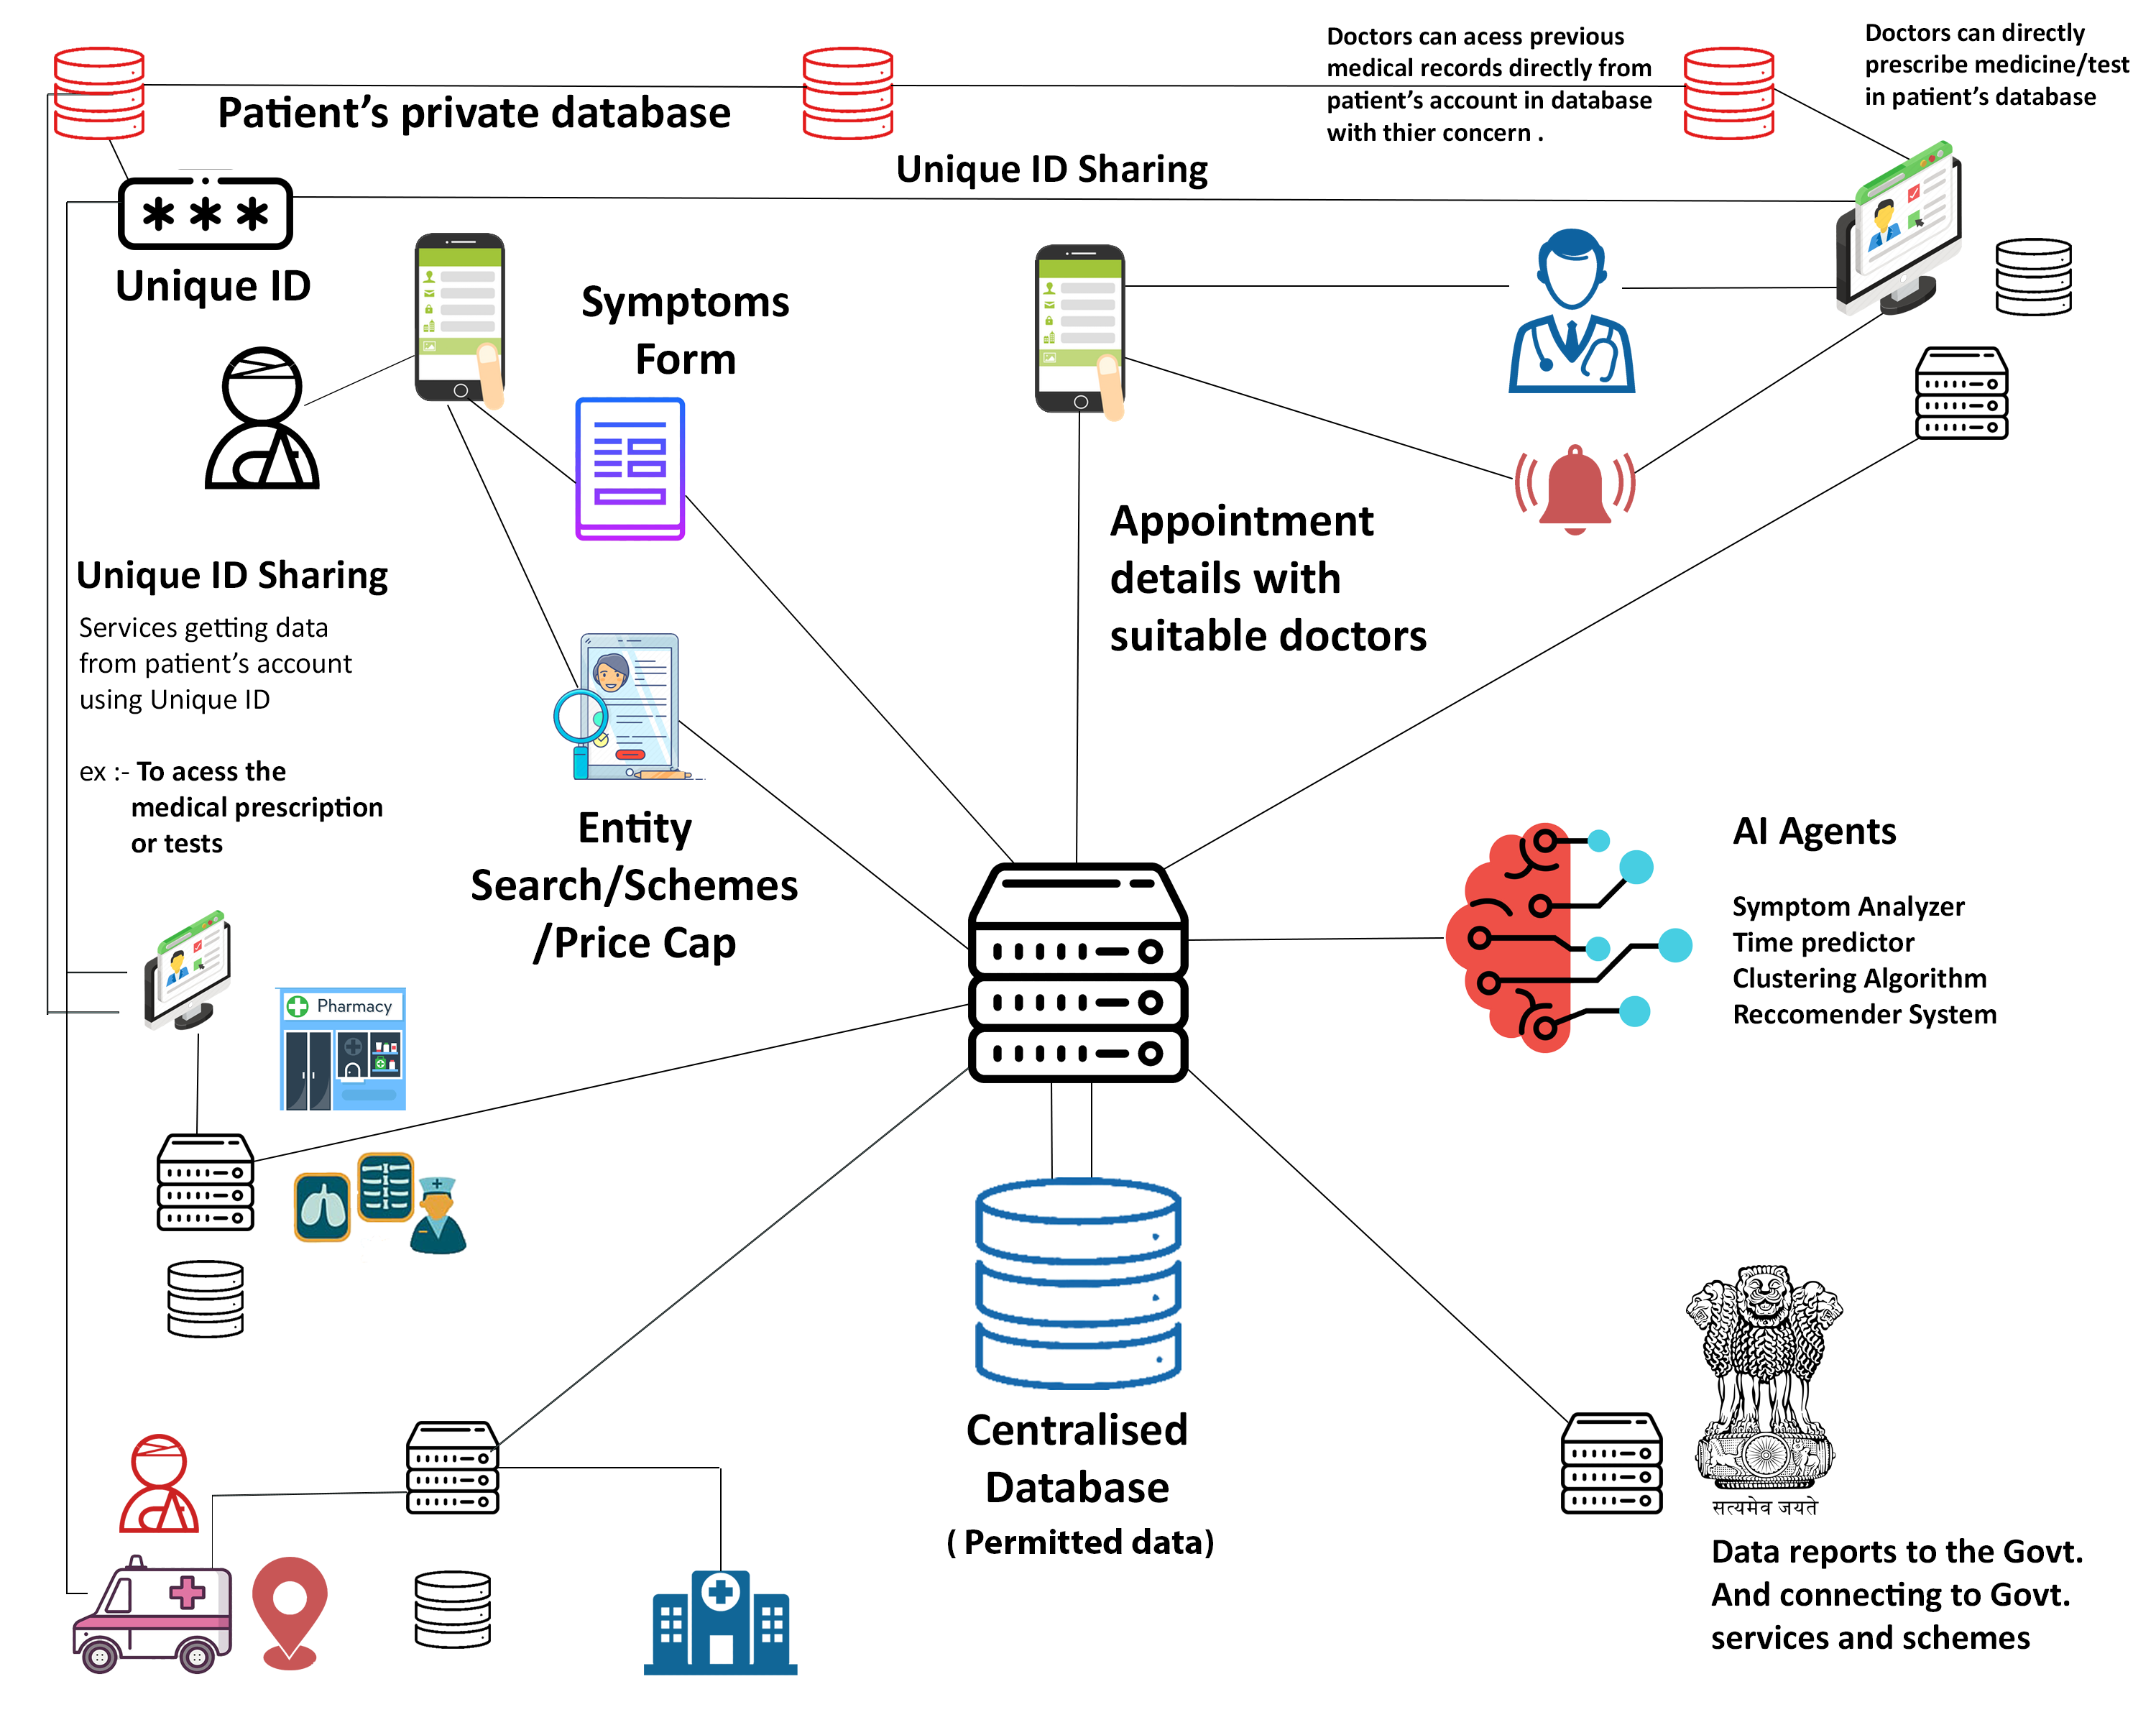 Doctors can acess previous
medical records directly from
patient's account in database
with thier concern .
Doctors can directly
prescribe medicine/test
in patient's database
Patient's private database
Unique ID Sharing
***
Unique ID
Symptoms
Form
Appointment
details with
suitable doctors
Unique ID Sharing
Services getting data
from patient's account
using Unique ID
ex :- To acess the
medical prescription
or tests
Entity
Search/Schemes
/Price Cap
AI Agents
Symptom Analyzer
Time predictor
Clustering Algorithm
Reccomender System
Pharmacy
Centralised
Database
( Permitted data)
सत्यमेव जयते
Data reports to the Govt.
And connecting to Govt.
services and schemes